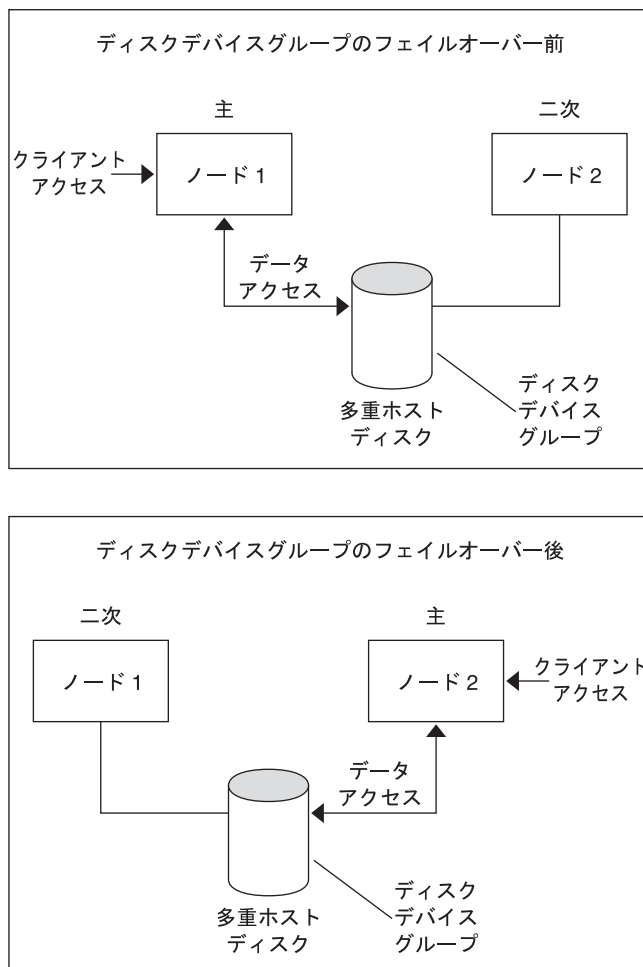 ディスクデバイスグループのフェイルオーバー前
主
二次
クライアント
アクセス
ノード 1
ノード 2
データ
アクセス
多重ホスト
ディスク
ディスク
デバイス
グループ
ディスクデバイスグループのフェイルオーバー後
二次
主
ノード 1
ノード 2
クライアント
アクセス
データ
アクセス
多重ホスト
ディスク
ディスク
デバイス
グループ